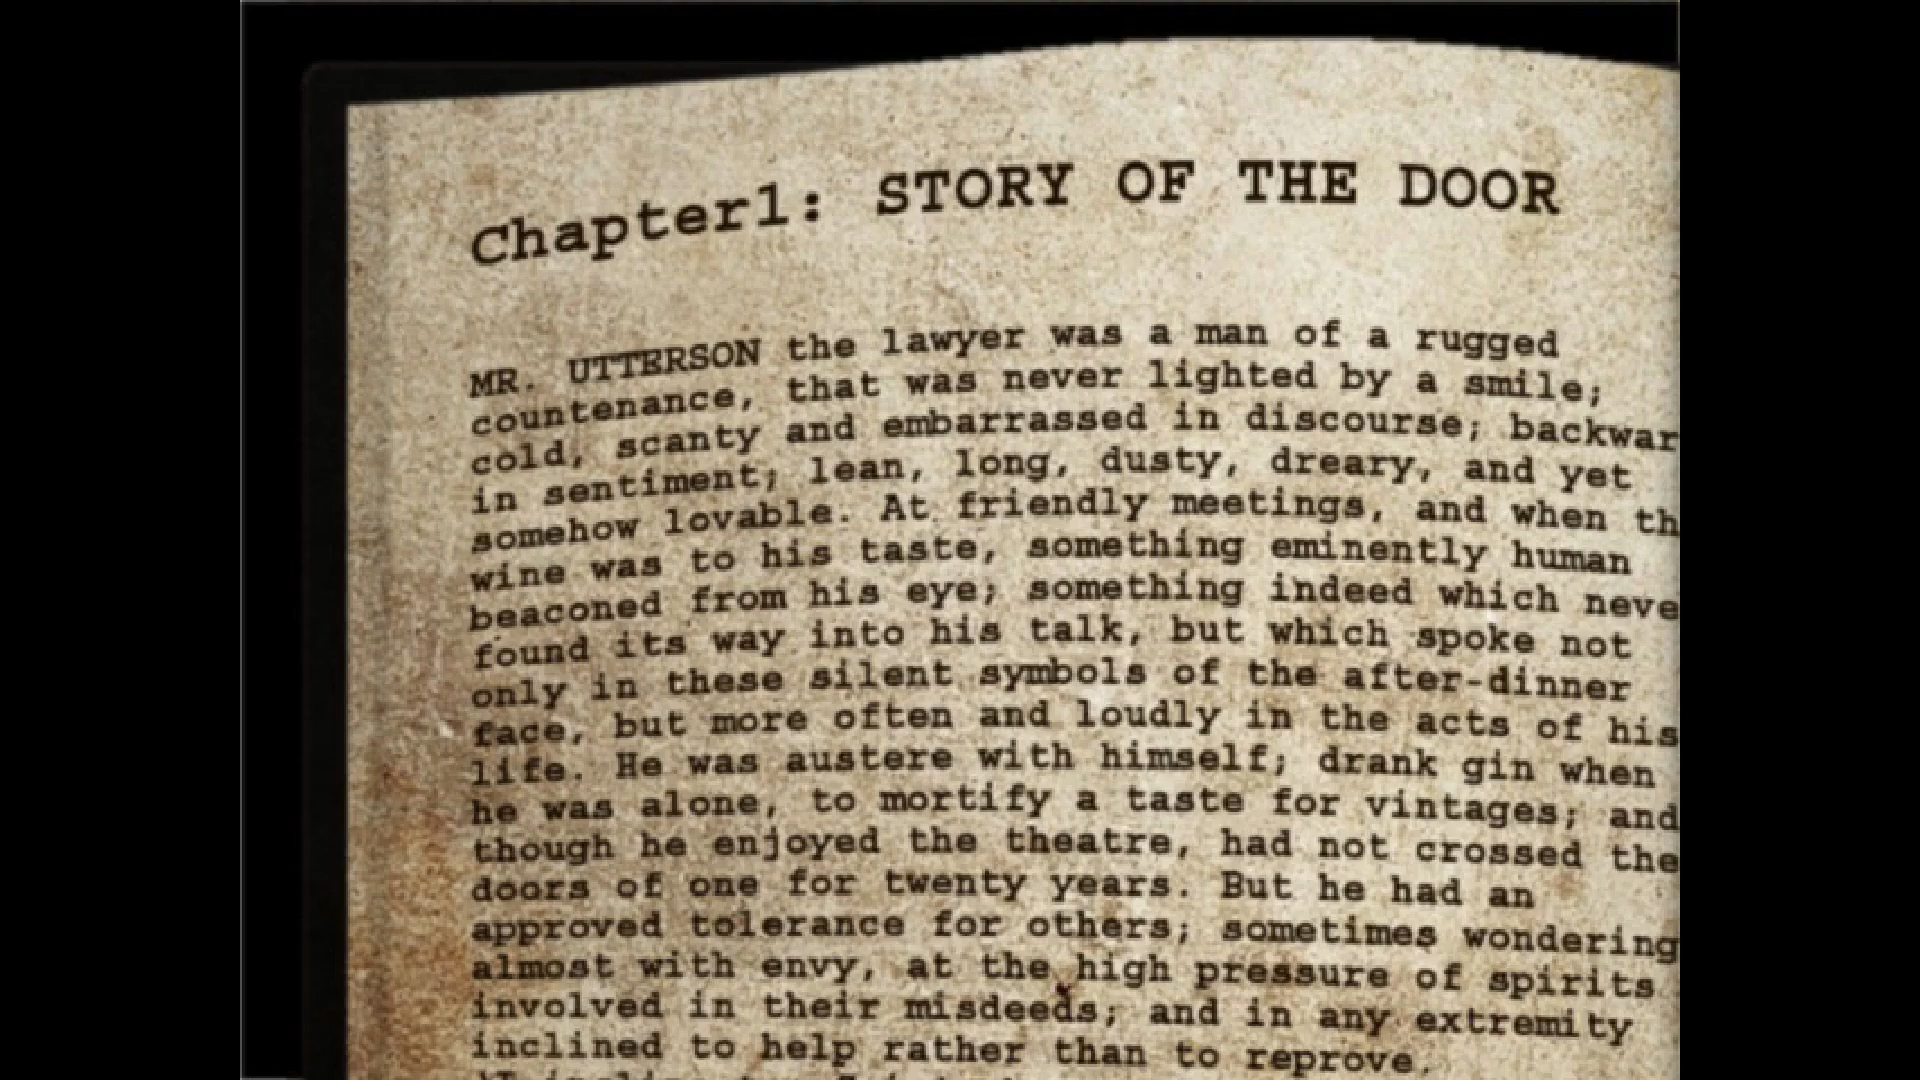 Chapter1: STORY OF THE DOOR
MR. UTTERSON the lawyer was a man of a rugged
countenance, that was never lighted by a smile;
cold, scanty and embarrassed in discourse; backwar
in sentiment; lean, long, dusty, dreary, and yet
somehow lovable. At friendly meetings, and when th
wine was to his taste, something eminently human
beaconed from his eye; something indeed which neve
found its way into his talk, but which spoke not
only in these silent symbols of the after-dinner
face, but more often and loudly in the acts of his
life. He was austere with himself; drank gin when
he was alone, to mortify a taste for vintages; and
though he enjoyed the theatre, had not crossed the
doors of one for twenty years. But he had an
approved tolerance for others; sometimes wondering
almost with envy, at the high pressure of spirits
involved in their misdeeds; and in any extremity
inclined to help rather than to reprove.